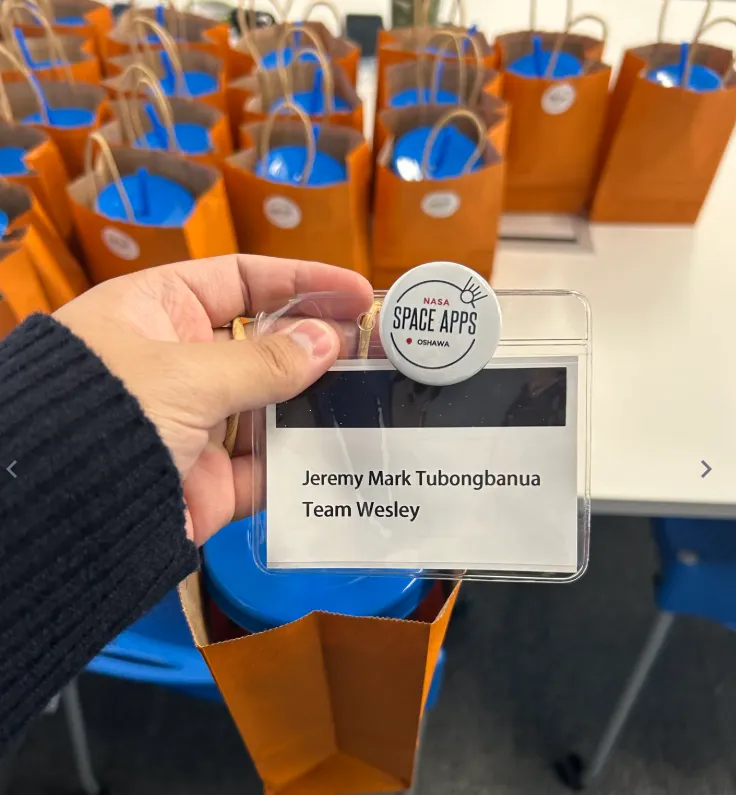 NASA
SPACE APPS
OSHAWA
Jeremy Mark Tubongbanua
Team Wesley